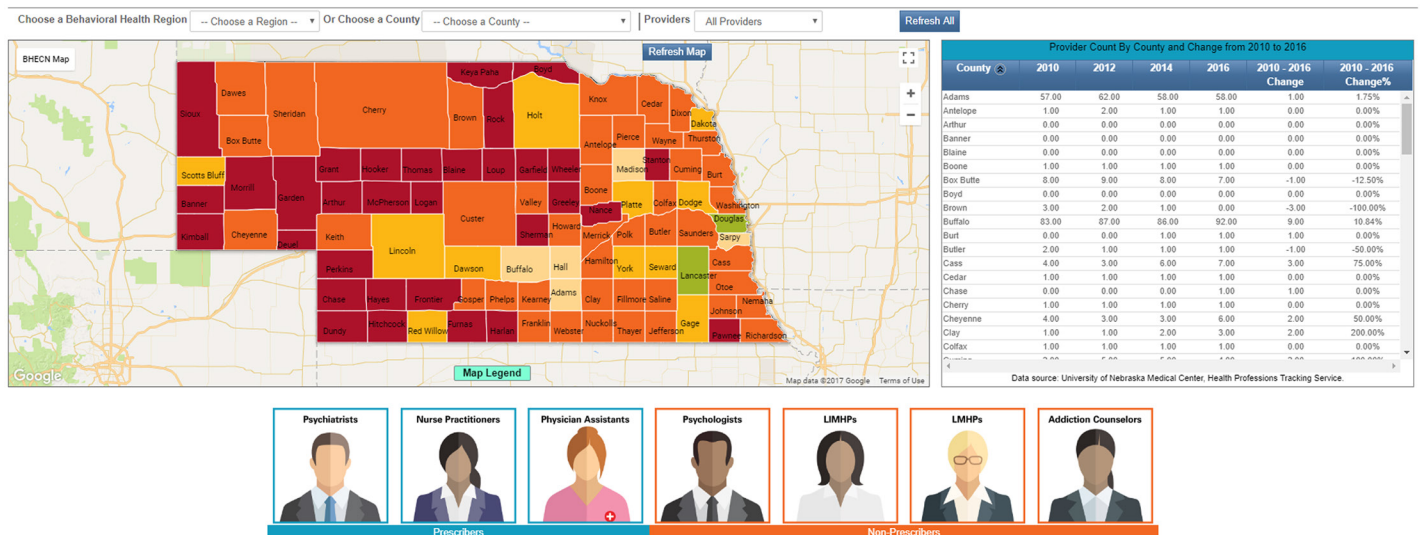 Choose a Behavioral Health Region -- Choose a Region -- Or Choose a County -- Choose a County -- Providers All Providers Refresh All
BHECN Map
Refresh Map
Keya Paha Boyd
Dawes Knox
Sioux Sheridan Cherry Brown Rock Holt Cedar Dixon
Dakota
Box Butte Antelope Pierce Wayne Thurston
Scotts Bluff Grant Hooker Thomas Blaine Loup Garfield Wheeler Madison Stanton Cuming Burt
Morrill Garden Boone
Banner Arthur McPherson Logan Valley Greeley Nance Platte Colfax Dodge Washington
Custer Douglas
Kimball Cheyenne Deuel Keith Sherman Howard Merrick Polk Butler Saunders Sarpy
Lincoln
Perkins Dawson Buffalo Hall Hamilton York Seward Lancaster Cass
Otoe
Chase Hayes Frontier Gosper Phelps Kearney Adams Clay Fillmore Saline Nemaha
Johnson
Dundy Hitchcock Red Willow Furnas Harlan Franklin Webster Nuckolls Thayer Jefferson Gage Pawnee Richardson
Google
Map Legend
Map data ©2017 Google Terms of Use
Provider Count By County and Change from 2010 to 2016
County 2010 2012 2014 2016 2010 - 2016 Change 2010 - 2016 Change%
Adams 57.00 62.00 58.00 58.00 1.00 1.75%
Antelope 1.00 2.00 1.00 1.00 0.00 0.00%
Arthur 0.00 0.00 0.00 0.00 0.00 0.00%
Banner 0.00 0.00 0.00 0.00 0.00 0.00%
Blaine 0.00 0.00 0.00 0.00 0.00 0.00%
Boone 1.00 1.00 1.00 1.00 0.00 0.00%
Box Butte 8.00 9.00 8.00 7.00 -1.00 -12.50%
Boyd 0.00 0.00 0.00 0.00 0.00 0.00%
Brown 3.00 2.00 1.00 0.00 -3.00 -100.00%
Buffalo 83.00 87.00 86.00 92.00 9.00 10.84%
Burt 0.00 0.00 1.00 1.00 1.00 0.00%
Butler 2.00 1.00 1.00 1.00 -1.00 -50.00%
Cass 4.00 3.00 6.00 7.00 3.00 75.00%
Cedar 1.00 1.00 1.00 1.00 0.00 0.00%
Chase 0.00 0.00 0.00 0.00 0.00 0.00%
Cherry 1.00 1.00 1.00 1.00 0.00 0.00%
Cheyenne 4.00 3.00 3.00 6.00 2.00 50.00%
Clay 1.00 1.00 2.00 3.00 2.00 200.00%
Colfax 1.00 1.00 1.00 1.00 0.00 0.00%
Data source: University of Nebraska Medical Center, Health Professions Tracking Service.
Psychiatrists Nurse Practitioners Physician Assistants Psychologists LIMHPs LMHPs Addiction Counselors
Prescribers Non-Prescribers